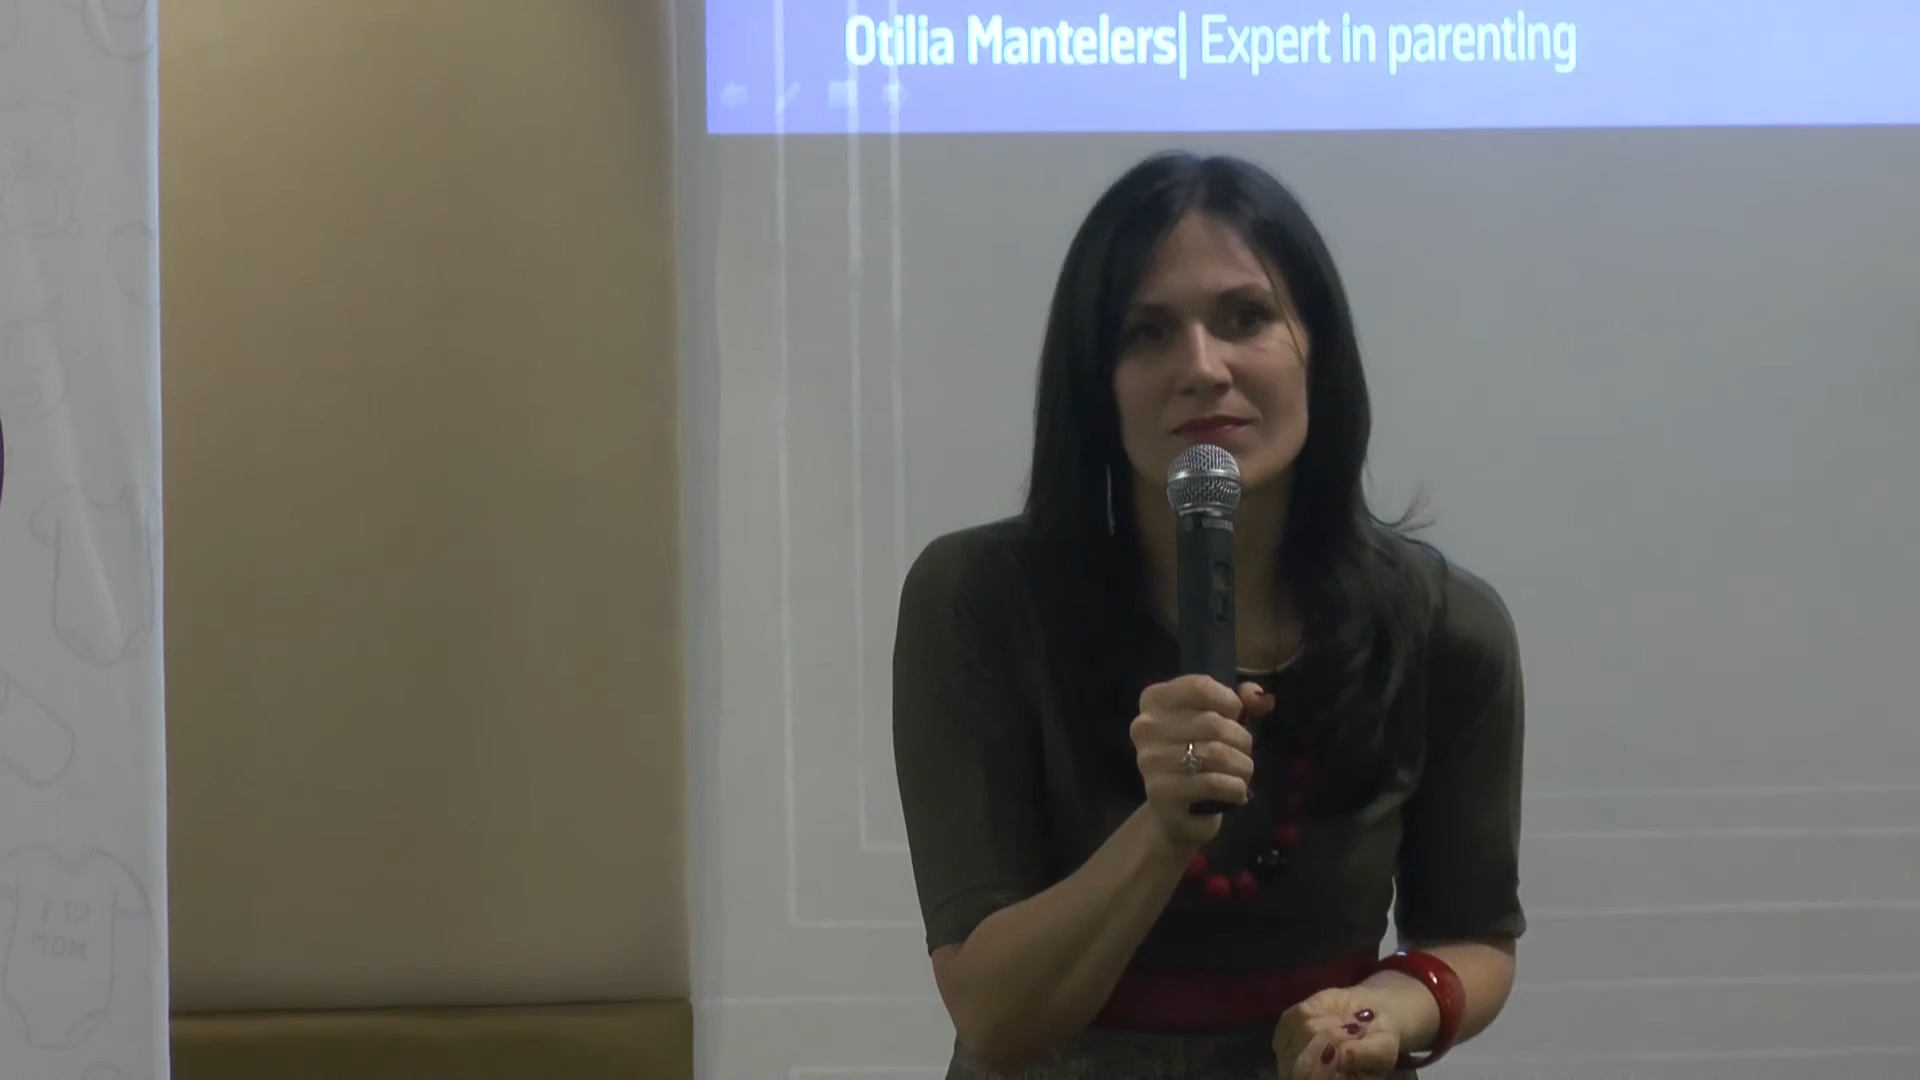 Otilia Mantelers| Expert in parenting
I ♡
MOM